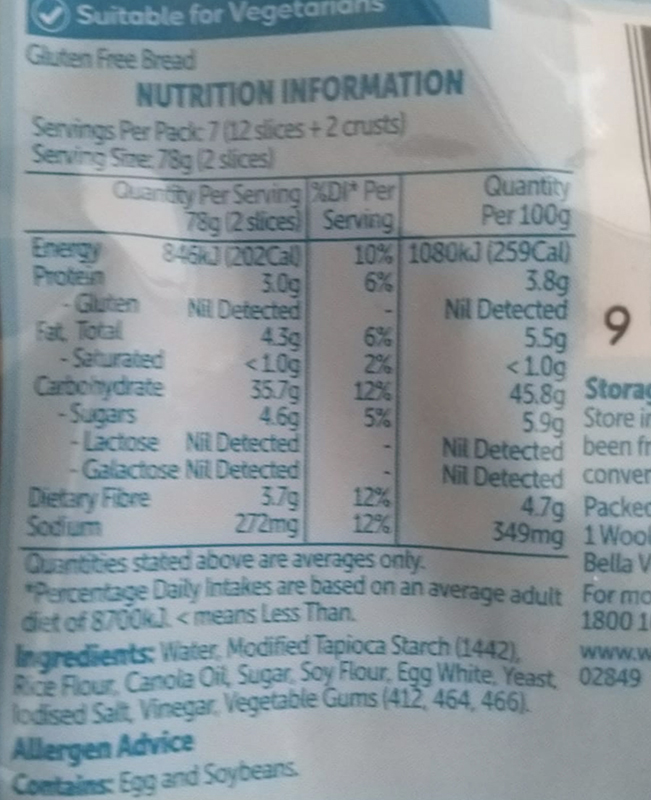 Suitable for Vegetarians
Gluten Free Bread
NUTRITION INFORMATION
Servings Per Pack: 7 (12 slices + 2 crusts)
Serving Size: 78g (2 slices)
Quantity Per Serving %DI* Per Quantity
78g (2 slices) Serving Per 100g
Energy 846kJ (202Cal) 10% 1080kJ (259Cal)
Protein 3.0g 6% 3.8g
- Gluten Nil Detected - Nil Detected
Fat, Total 4.3g 6% 5.5g
- Saturated <1.0g 2% <1.0g
Carbohydrate 35.7g 12% 45.8g
- Sugars 4.6g 5% 5.9g
- Lactose Nil Detected - Nil Detected
- Galactose Nil Detected - Nil Detected
Dietary Fibre 3.7g 12% 4.7g
Sodium 272mg 12% 349mg
Quantities stated above are averages only.
*Percentage Daily Intakes are based on an average adult
diet of 8700kJ. < means Less Than.
Ingredients: Water, Modified Tapioca Starch (1442),
Rice Flour, Canola Oil, Sugar, Soy Flour, Egg White, Yeast,
Iodised Salt, Vinegar, Vegetable Gums (412, 464, 466).
Allergen Advice
Contains: Egg and Soybeans.
9
Storag
Store in
been fr
conver
Packed
1 Wool
Bella V
For mo
1800 1
www.w
02849